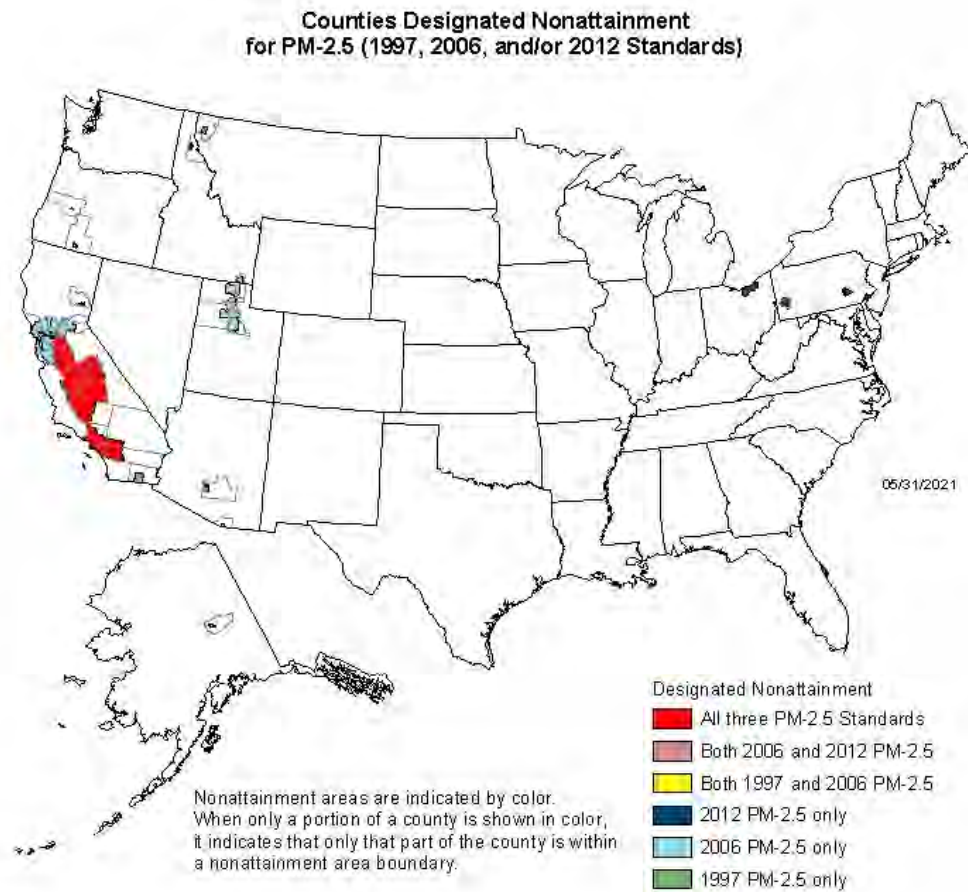 Counties Designated Nonattainment
for PM-2.5 (1997, 2006, and/or 2012 Standards)
05/31/2021
Designated Nonattainment
All three PM-2.5 Standards
Both 2006 and 2012 PM-2.5
Both 1997 and 2006 PM-2.5
2012 PM-2.5 only
2006 PM-2.5 only
1997 PM-2.5 only
Nonattainment areas are indicated by color.
When only a portion of a county is shown in color,
it indicates that only that part of the county is within
a nonattainment area boundary.